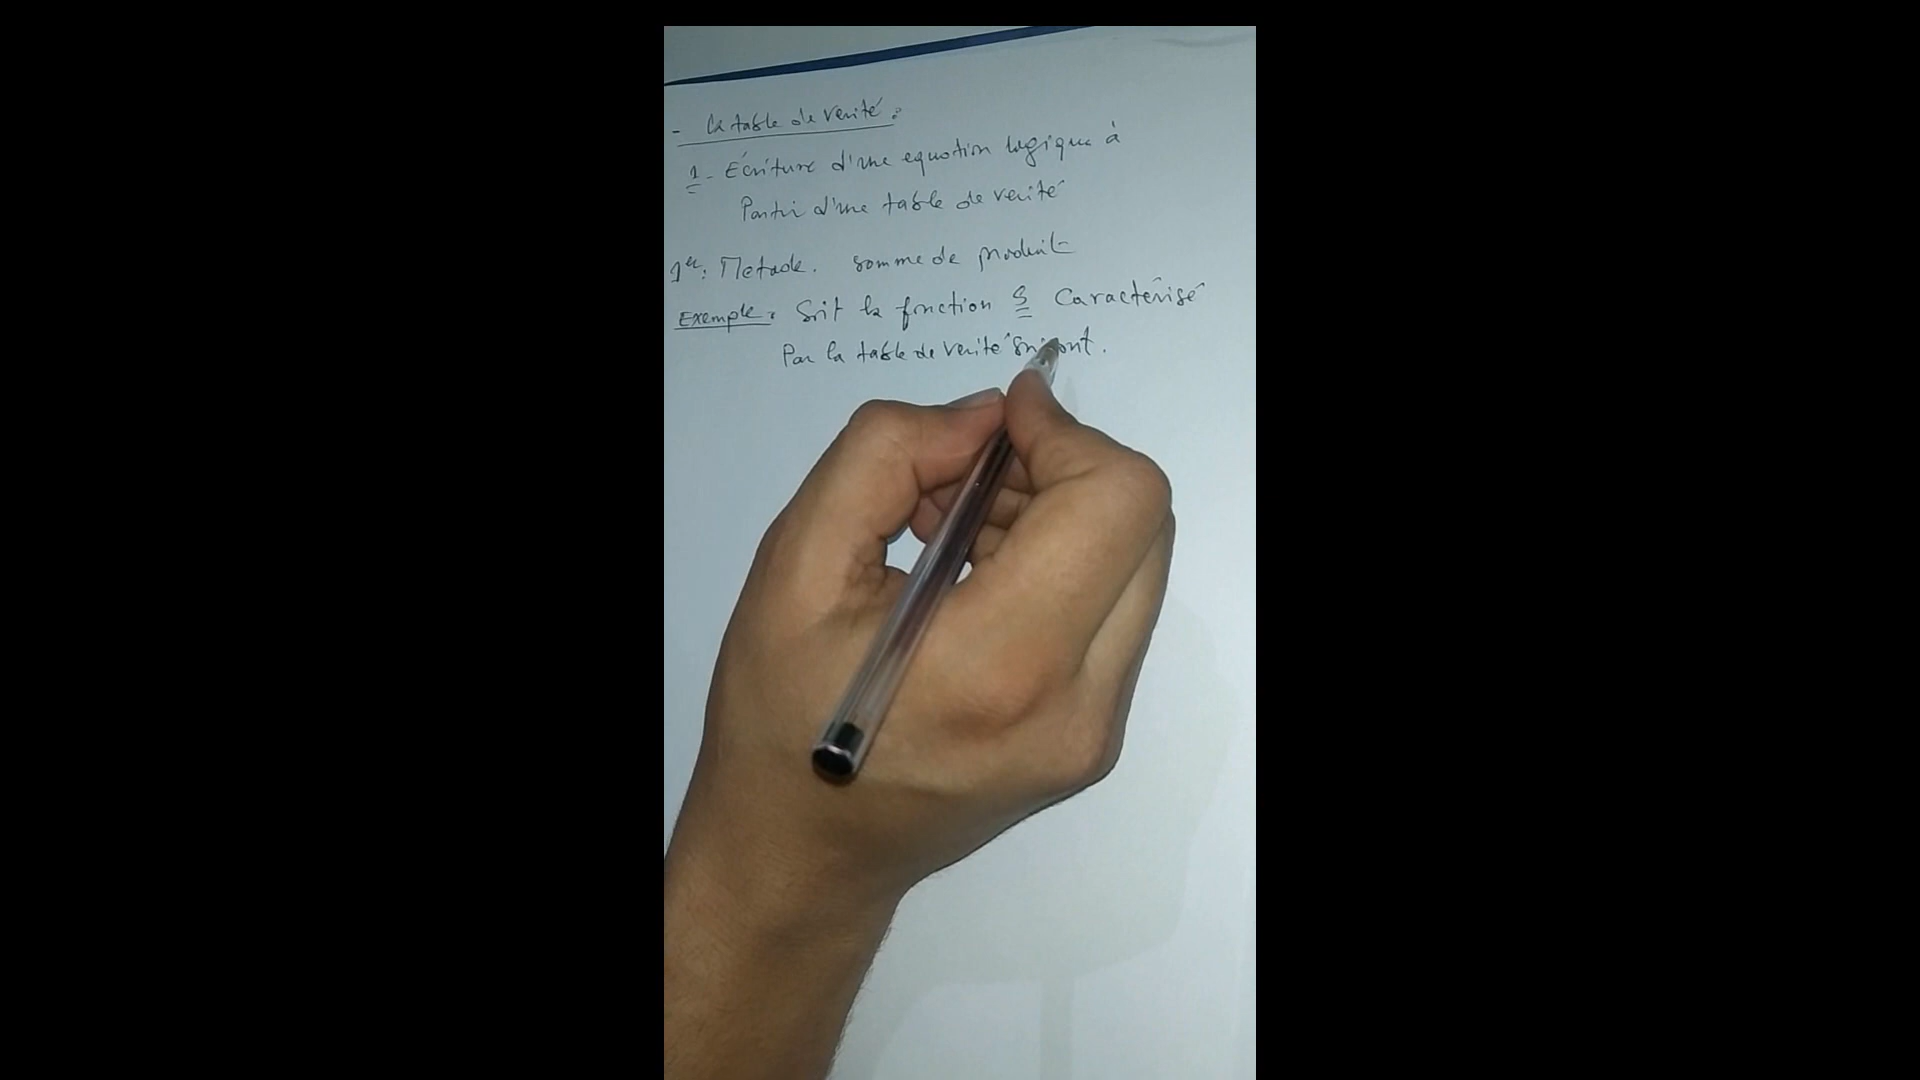 - la table de verité :
1 - Écriture d'une equation logique à
Partir d'une table de verité
1er : Metode . somme de produit
Exemple : Soit la fonction S Caractérisé
Par la table de verité suivant .